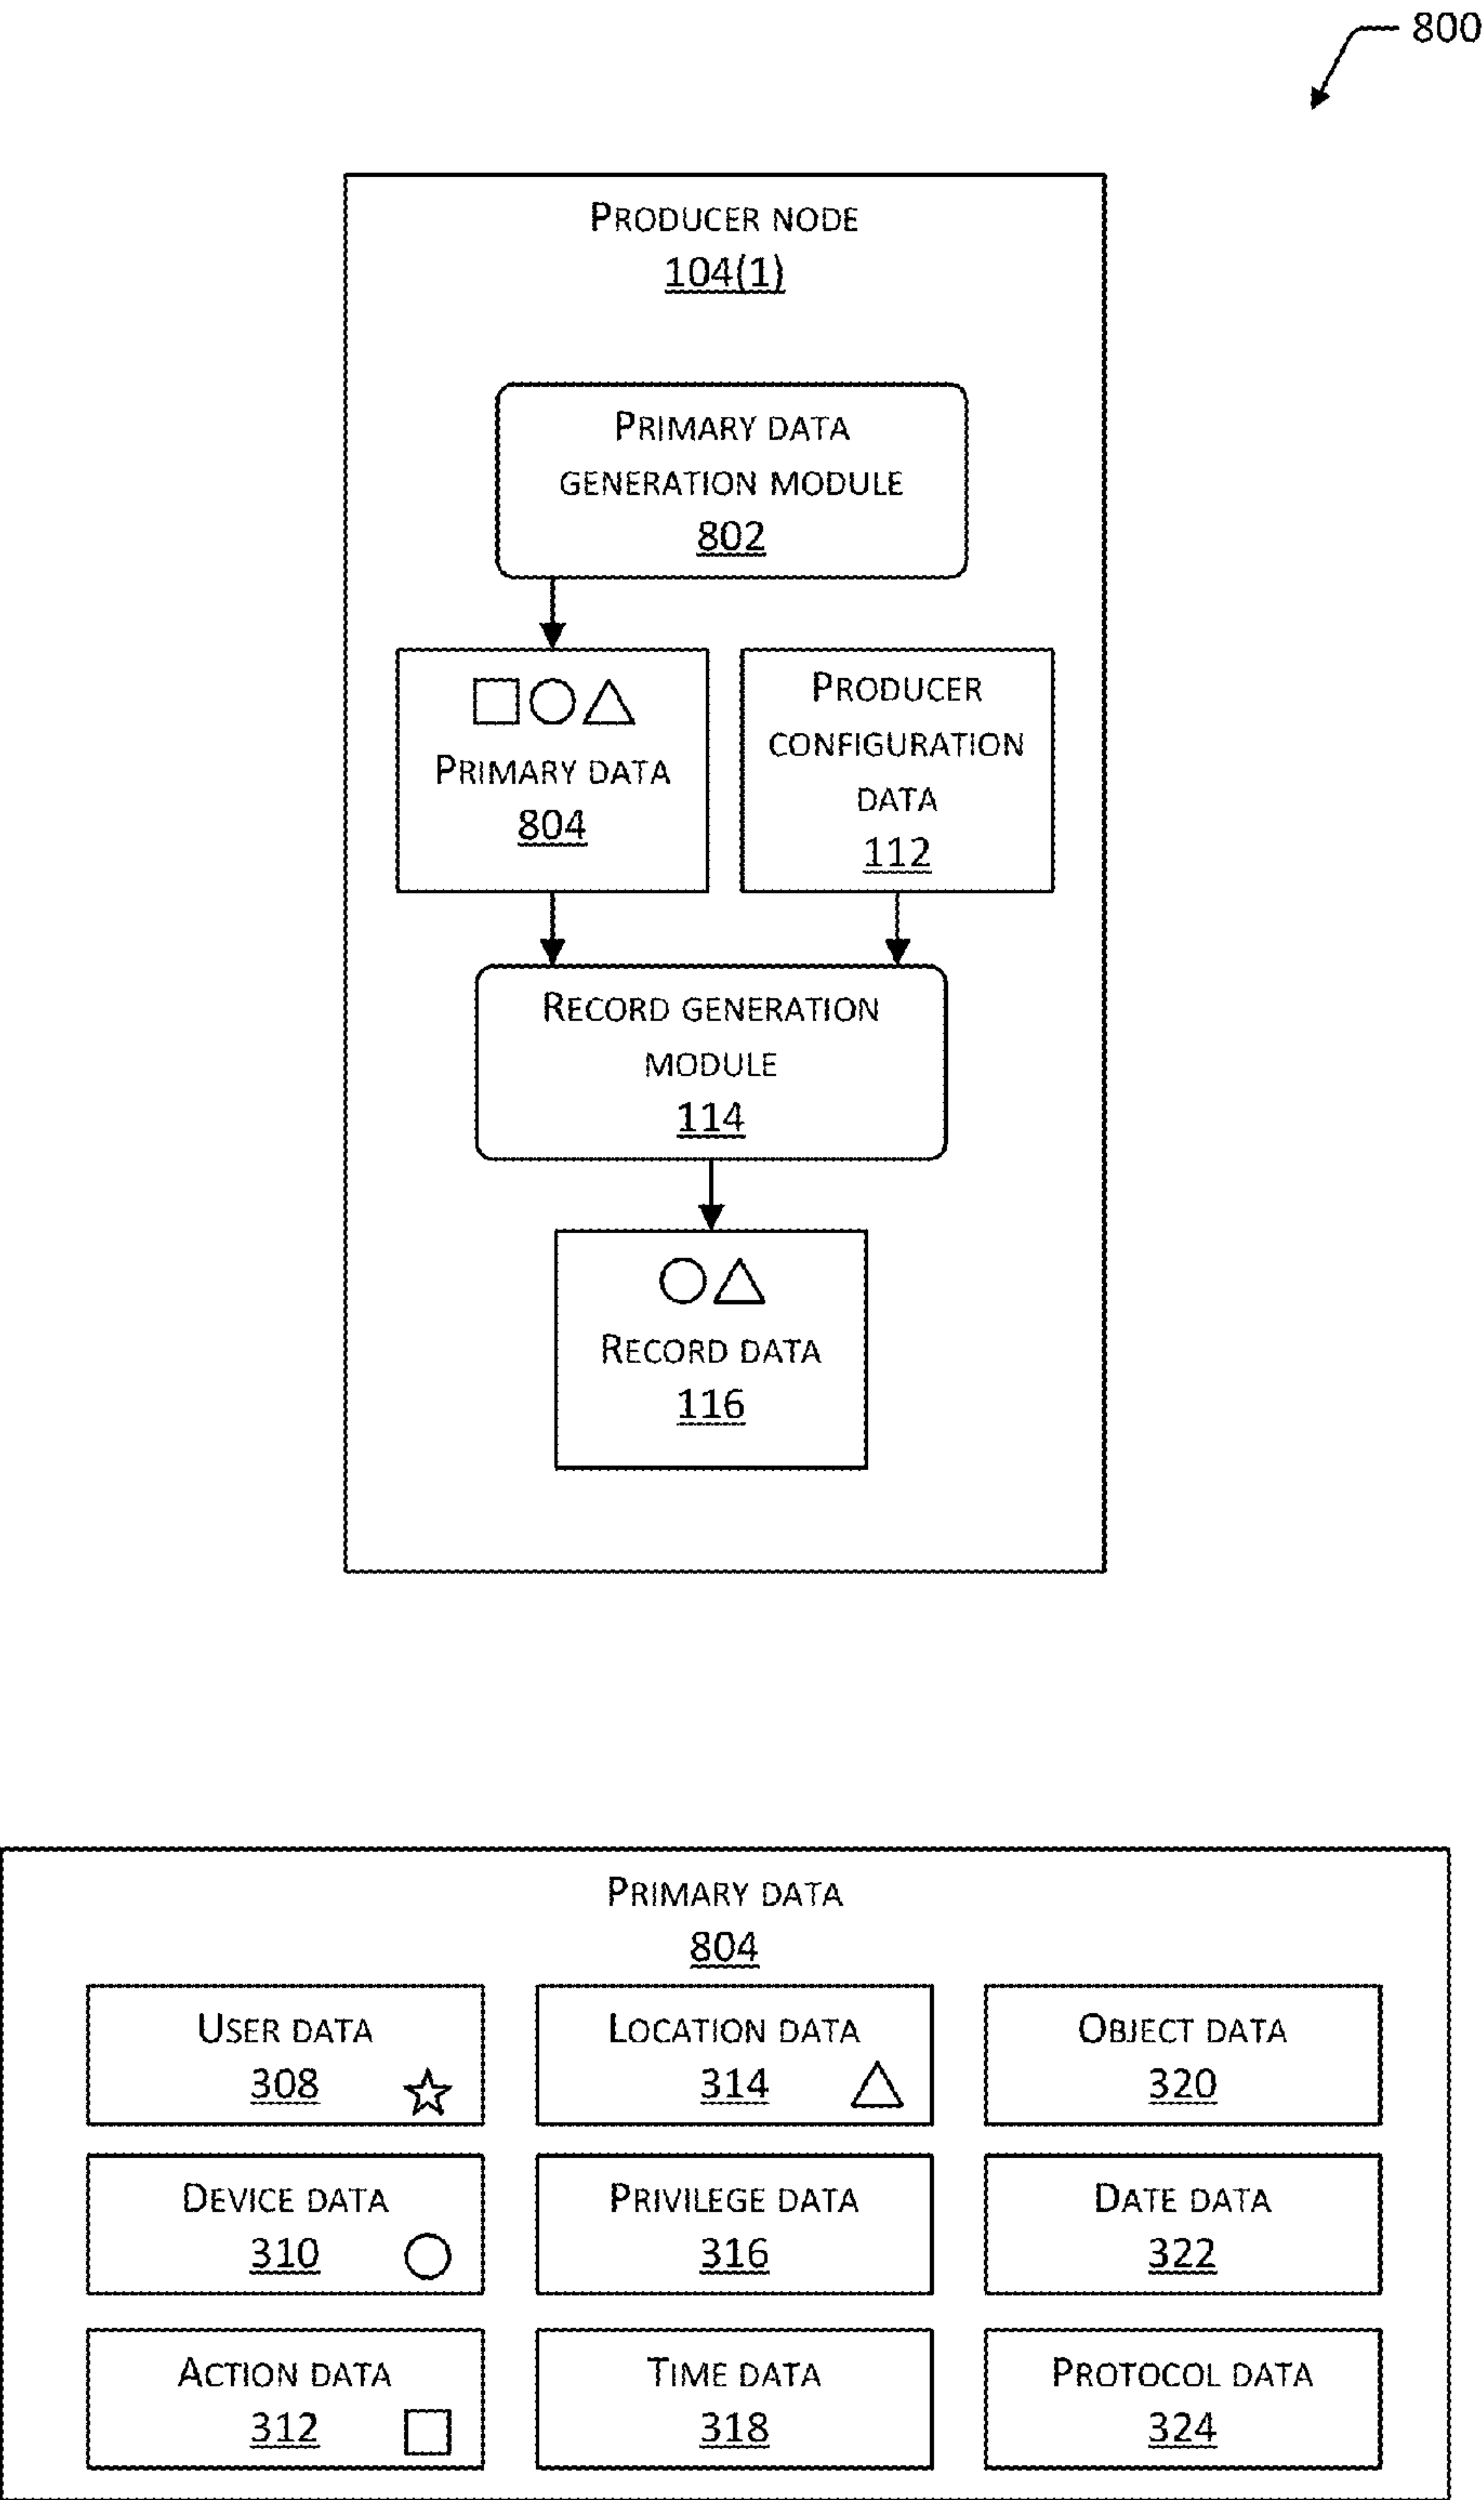 800
PRODUCER NODE
104(1)
PRIMARY DATA
GENERATION MODULE
802
PRIMARY DATA
804
PRODUCER
CONFIGURATION
DATA
112
RECORD GENERATION
MODULE
114
RECORD DATA
116
PRIMARY DATA
804
USER DATA
308
LOCATION DATA
314
OBJECT DATA
320
DEVICE DATA
310
PRIVILEGE DATA
316
DATE DATA
322
ACTION DATA
312
TIME DATA
318
PROTOCOL DATA
324